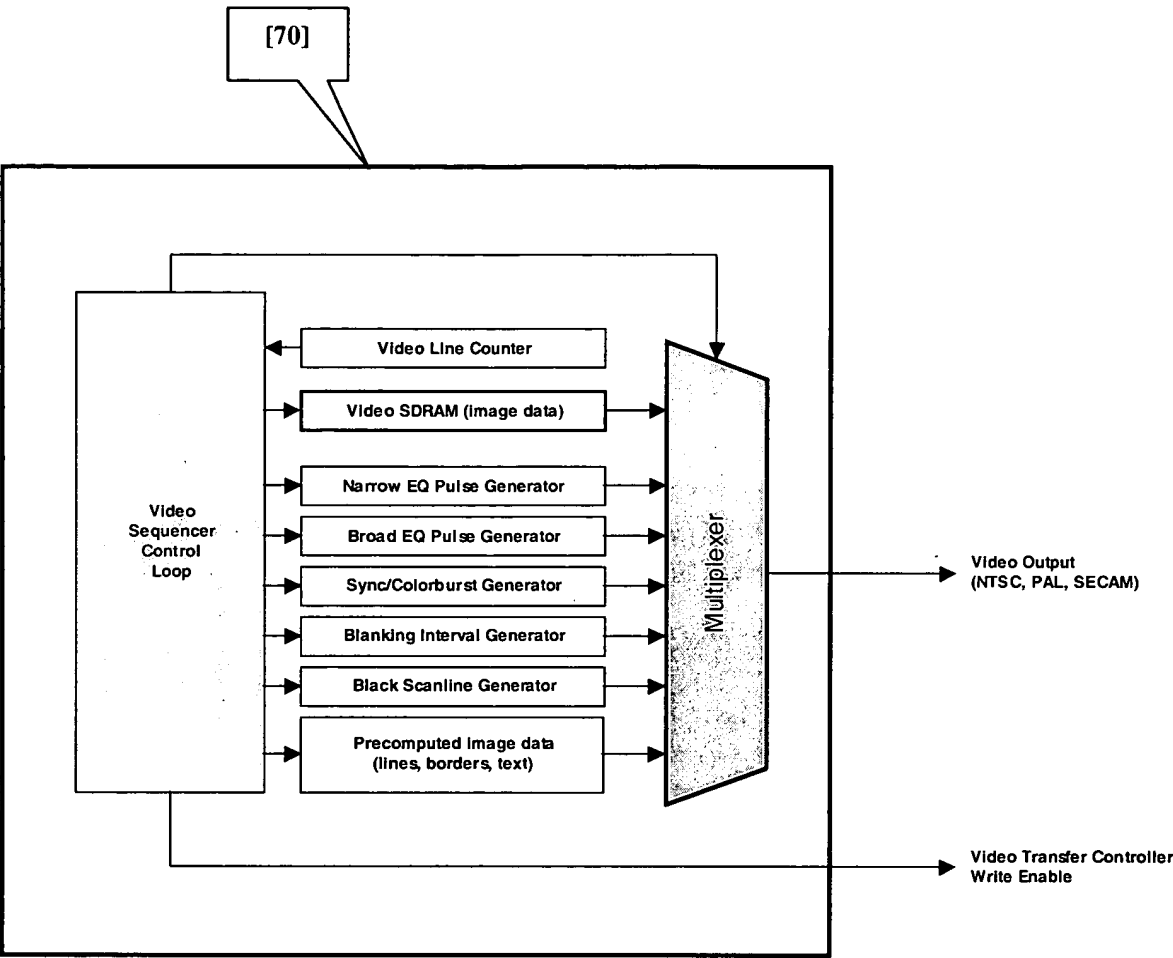 [70]
Video Line Counter
Video SDRAM (image data)
Narrow EQ Pulse Generator
Video
Sequencer
Control
Loop
Broad EQ Pulse Generator
Sync/Colorburst Generator
Blanking Interval Generator
Black Scanline Generator
Precomputed image data
(lines, borders, text)
Multiplexer
Video Output
(NTSC, PAL, SECAM)
Video Transfer Controller
Write Enable